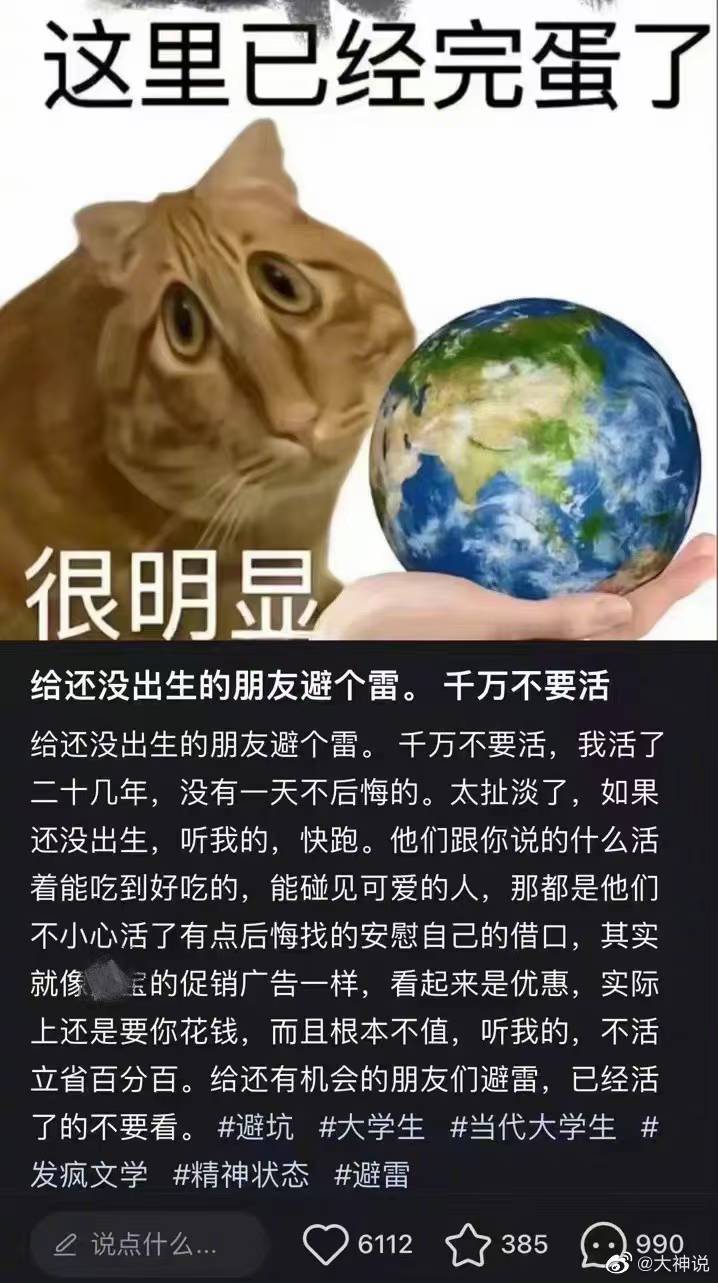 这里已经完蛋了
很明显
给还没出生的朋友避个雷。 千万不要活
给还没出生的朋友避个雷。 千万不要活，我活了
二十几年，没有一天不后悔的。太扯淡了，如果
还没出生，听我的，快跑。他们跟你说的什么活
着能吃到好吃的，能碰见可爱的人，那都是他们
不小心活了有点后悔找的安慰自己的借口，其实
就像宝的促销广告一样，看起来是优惠，实际
上还是要你花钱，而且根本不值，听我的，不活
立省百分百。给还有机会的朋友们避雷，已经活
了的不要看。 #避坑 #大学生 #当代大学生 #
发疯文学 #精神状态 #避雷
说点什么... 6112 385 990
@大神说